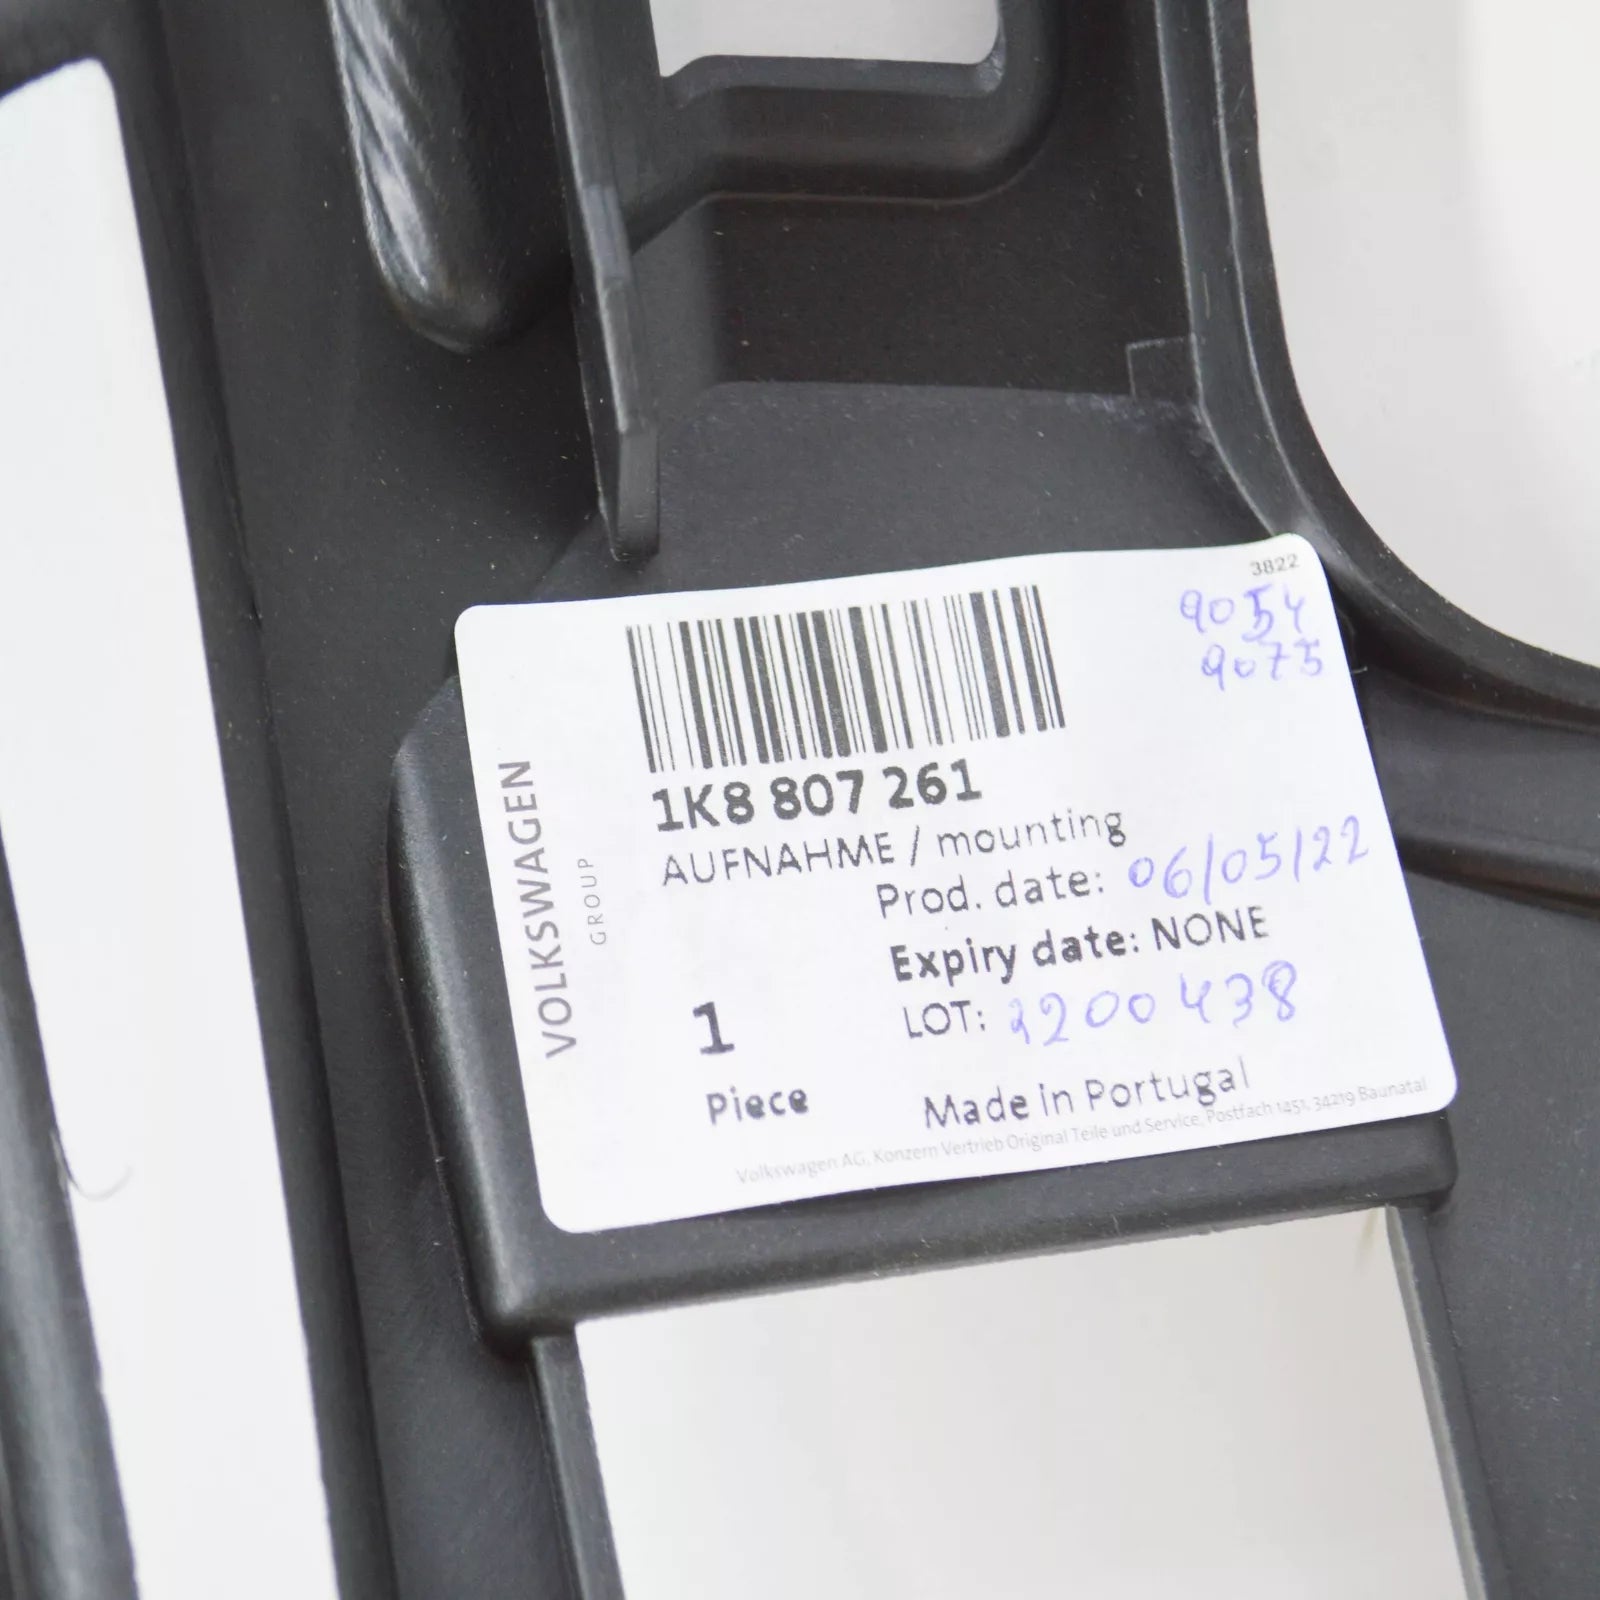 3822
9054
9075
VOLKSWAGEN
GROUP
1K8 807 261
AUFNAHME / mounting
Prod. date: 06/05/22
Expiry date: NONE
LOT: 2200438
1
Piece
Made in Portugal
Volkswagen AG, Konzern Vertrieb Original Teile und Service, Postfach 1451, 34219 Baunatal